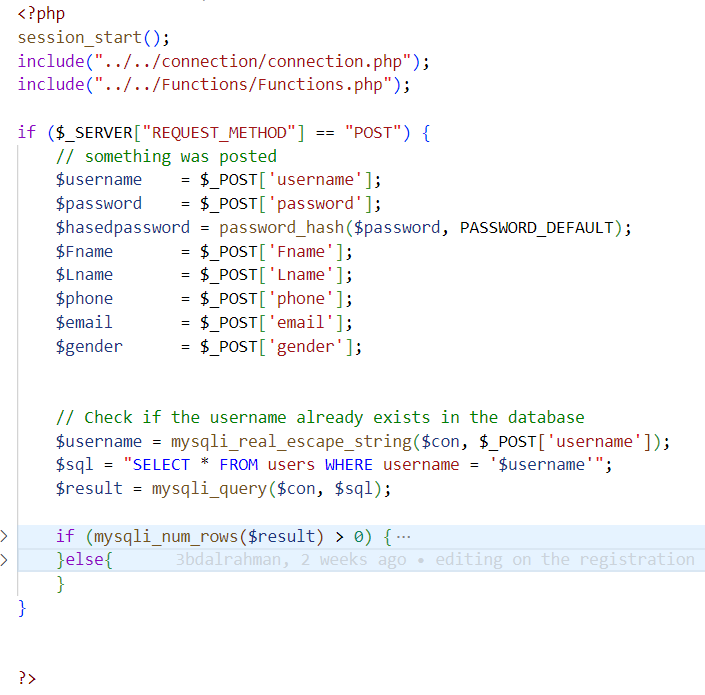 <?php
session_start();
include("../../connection/connection.php");
include("../../Functions/Functions.php");
if ($_SERVER["REQUEST_METHOD"] == "POST") {
// something was posted
$username = $_POST['username'];
$password = $_POST['password'];
$hasedpassword = password_hash($password, PASSWORD_DEFAULT);
$Fname = $_POST['Fname'];
$Lname = $_POST['Lname'];
$phone = $_POST['phone'];
$email = $_POST['email'];
$gender = $_POST['gender'];
// Check if the username already exists in the database
$username = mysqli_real_escape_string($con, $_POST['username']);
$sql = "SELECT * FROM users WHERE username = '$username'";
$result = mysqli_query($con, $sql);
if (mysqli_num_rows($result) > 0) { ⋯
}else{ 3bdalrahman, 2 weeks ago • editing on the registration
}
}
?>